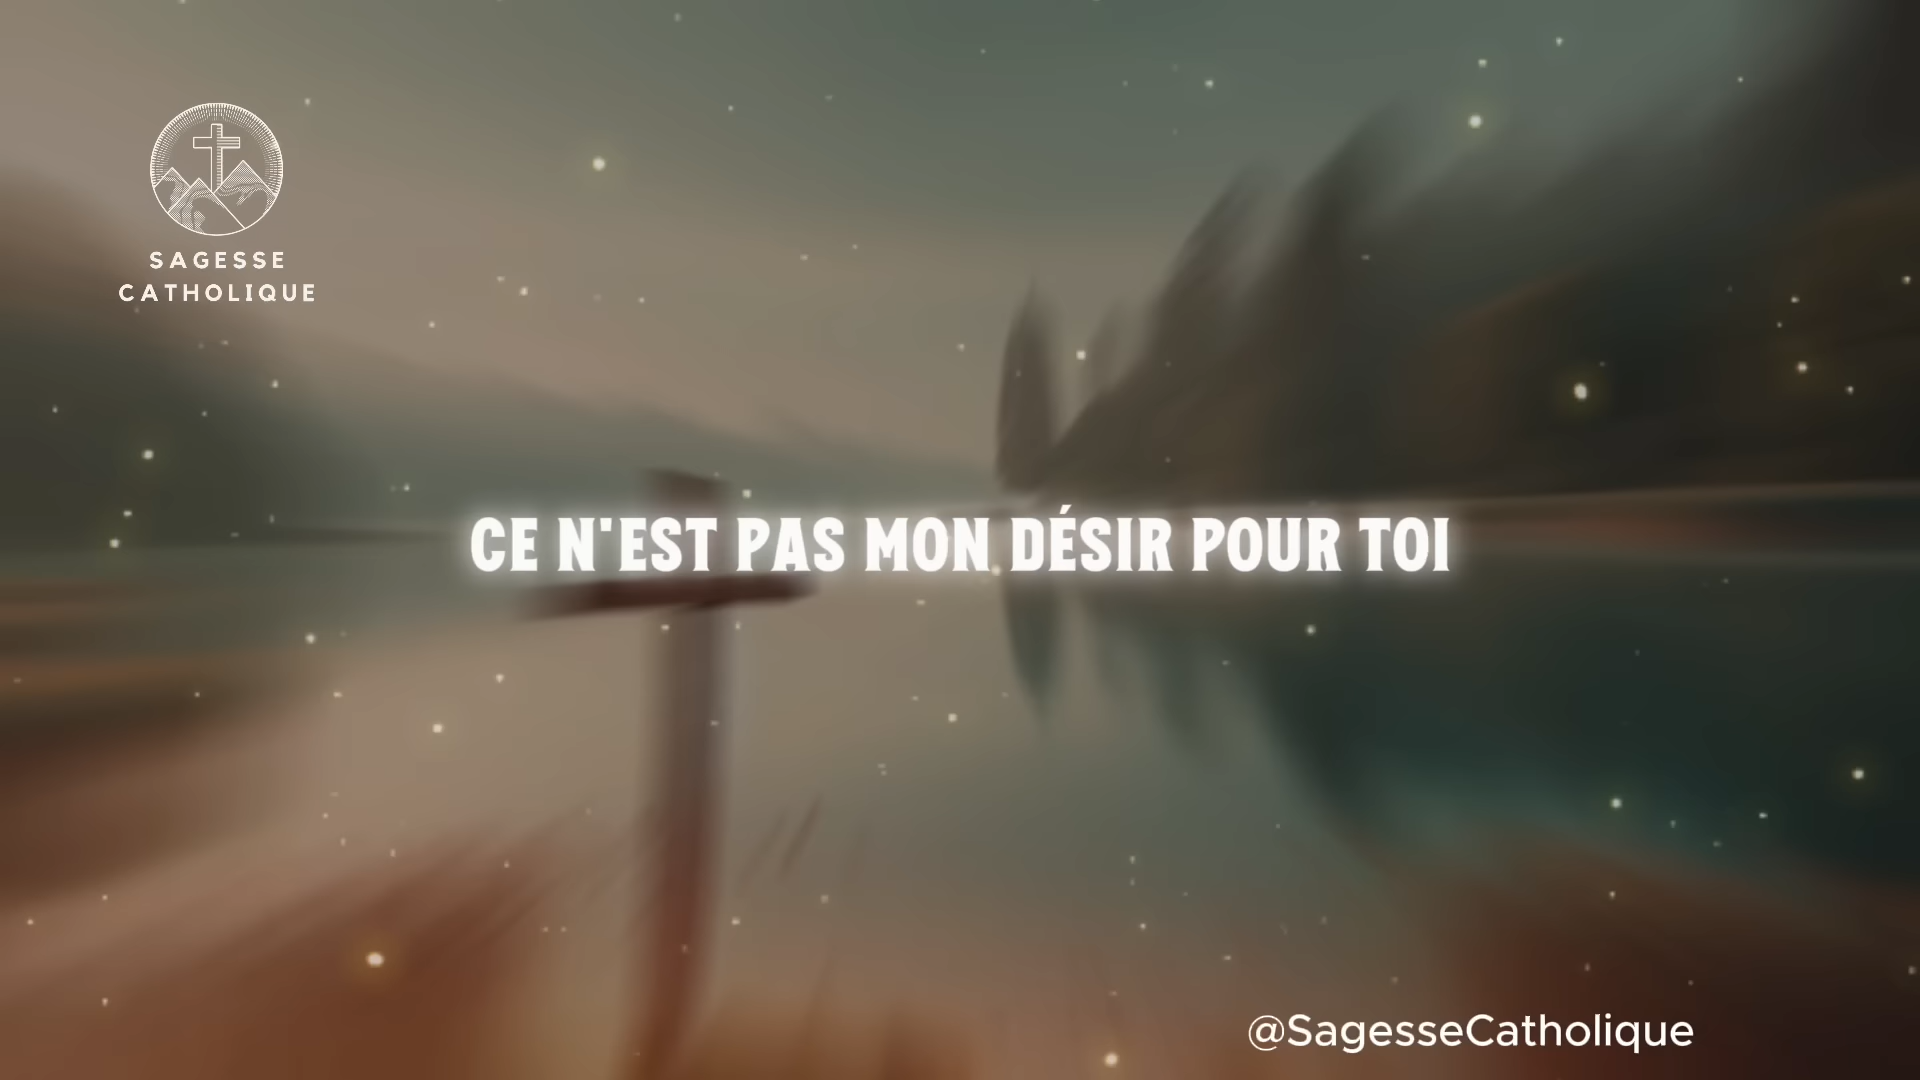 SAGESSE
CATHOLIQUE
CE N'EST PAS MON DÉSIR POUR TOI
@SagesseCatholique